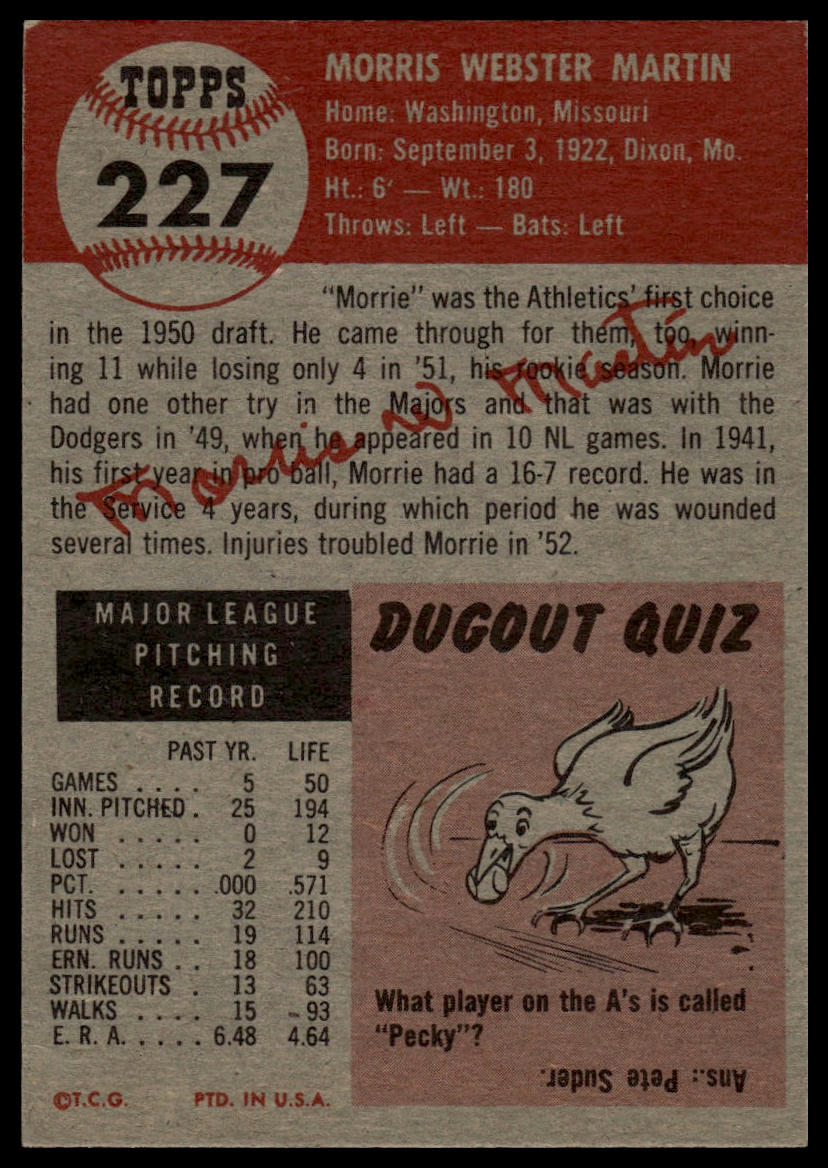 TOPPS
227
MORRIS WEBSTER MARTIN
Home: Washington, Missouri
Born: September 3, 1922, Dixon, Mo.
Ht.: 6' — Wt.: 180
Throws: Left — Bats: Left
"Morrie" was the Athletics' first choice
in the 1950 draft. He came through for them, too, winn-
ing 11 while losing only 4 in '51, his rookie season. Morrie
had one other try in the Majors and that was with the
Dodgers in '49, when he appeared in 10 NL games. In 1941,
his first year in pro ball, Morrie had a 16-7 record. He was in
the Service 4 years, during which period he was wounded
several times. Injuries troubled Morrie in '52.
Morris W Martin
MAJOR LEAGUE
PITCHING
RECORD
PAST YR. LIFE
GAMES . . . . 5 50
INN. PITCHED . 25 194
WON . . . . . 0 12
LOST . . . . . 2 9
PCT. . . . . . .000 .571
HITS . . . . . 32 210
RUNS . . . . . 19 114
ERN. RUNS . . 18 100
STRIKEOUTS . 13 63
WALKS . . . . 15 93
E. R. A. . . . . . 6.48 4.64
©T.C.G. PTD. IN U.S.A.
DUGOUT QUIZ
What player on the A's is called
"Pecky"?
Ans.: Pete Suder.